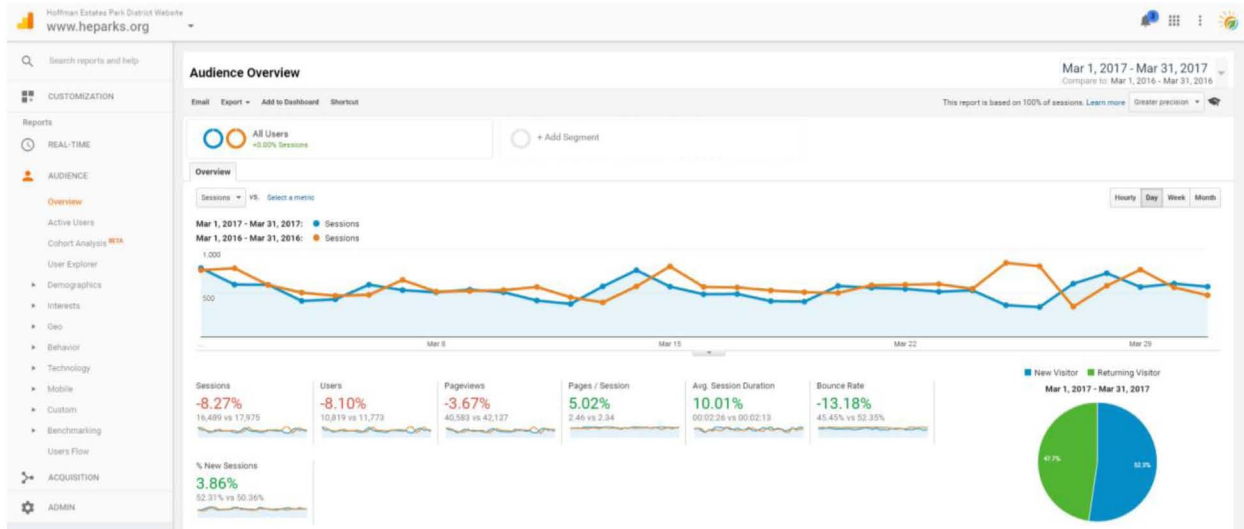 Hoffman Estates Park District Website
www.heparks.org
3
Search reports and help
CUSTOMIZATION
Reports
REAL-TIME
AUDIENCE
Overview
Active Users
Cohort Analysis BETA
User Explorer
Demographics
Interests
Geo
Behavior
Technology
Mobile
Custom
Benchmarking
Users Flow
ACQUISITION
ADMIN
Audience Overview
Mar 1, 2017 - Mar 31, 2017
Compare to: Mar 1, 2016 - Mar 31, 2016
Email Export Add to Dashboard Shortcut
This report is based on 100% of sessions. Learn more Greater precision
All Users
+0.00% Sessions
+ Add Segment
Overview
Sessions VS. Select a metric
Hourly Day Week Month
Mar 1, 2017 - Mar 31, 2017: Sessions
Mar 1, 2016 - Mar 31, 2016: Sessions
1,000
500
... Mar 8 Mar 15 Mar 22 Mar 29
New Visitor Returning Visitor
Mar 1, 2017 - Mar 31, 2017
47.7%
52.3%
Sessions
-8.27%
16,489 vs 17,975
Users
-8.10%
10,819 vs 11,773
Pageviews
-3.67%
40,583 vs 42,127
Pages / Session
5.02%
2.46 vs 2.34
Avg. Session Duration
10.01%
00:02:26 vs 00:02:13
Bounce Rate
-13.18%
45.45% vs 52.35%
% New Sessions
3.86%
52.31% vs 50.36%